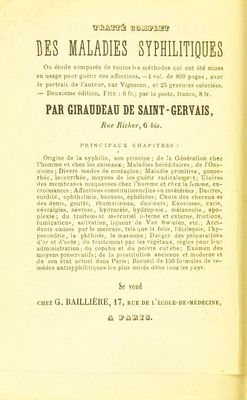 TRAITÉ COMPLET
DES MALADIES SYPHILITIQUES
Ou étude comparée de toutes les méthodes qui ont été mises
en usage pour guérir ces affections, — 1 vol. de 800 pages, avec
le portrait de l'auteur, par Vigneron, et 25 gravures coloriées.
— Deuxième édition. Prix : 6 fr.; par la poste, franco, 8 fr.
PAR GIRAUDEAU DE SAINT-GERVAIS,
Rue Richer, 6 bis.
PRINCIPAUX CHAPITRES :
Origine de la syphilis, son principe; de la Génération chez
l'homme et chez les animaux; Maladies héréditaires; de l'Ona-
nisme; Divers modes de contagion; Maladie primitive, gonor-
rhée, leucorrhée, moyens de les guérir radicalement; Ulcères
des membranes muqueuses chez l'homme et chez la femme, ex-
croissances; Affections constitutionnelles ou invétérées; Dartres,
surdité, ophthalmie, boutons, éphélides; Chute des cheveux et
des dents, goutte, rhumatisme, douleurs; Exostoses, carie,
névralgies, névrose, hydrocèle, hydropisie, mélancolie, apo-
plexie; du traitement mercuriel interne et externe, frictions,
fumigations, salivation, liqueur de Van Swieten, etc.; Acci-
dents causés par le mercure, tels que la folie, l'épilepsie, l'hy-
pocondrie, la phthisie, le marasme; Danger des préparations
d'or et d'iode; du traitement par les végétaux, règles pour leur
administration; du copahu et du poivre cubèbe; Examen des
moyens préservatifs; de la prostitution ancienne et moderne et
de son état actuel dans Paris; Recueil de 150 formules de re-
mèdes antisyphilitiques les plus usités dans tous les pays.
Se vend
CHEZ G. BAILLIÈRE, 17, RUE DE L'ÉCOLE-DE-MÉDECINE,
A PARIS.